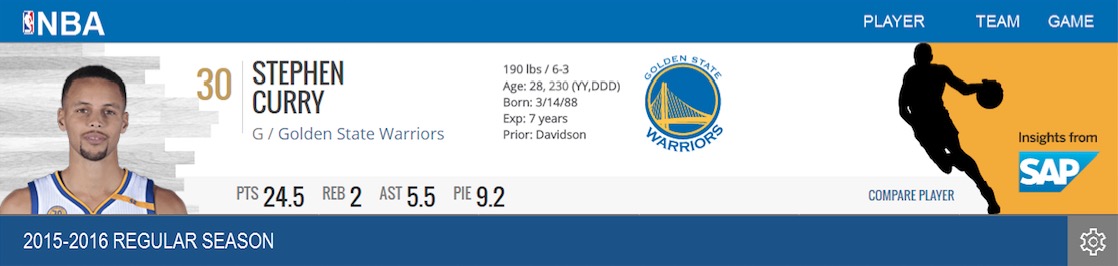 NBA
PLAYER TEAM GAME
30
STEPHEN
CURRY
G / Golden State Warriors
190 lbs / 6-3
Age: 28, 230 (YY,DDD)
Born: 3/14/88
Exp: 7 years
Prior: Davidson
GOLDEN STATE
WARRIORS
Insights from
SAP
PTS 24.5 REB 2 AST 5.5 PIE 9.2
COMPARE PLAYER
2015-2016 REGULAR SEASON